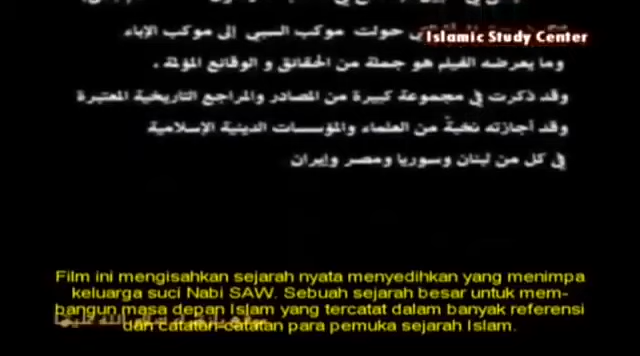 حولت موكب السبي إلى موكب الإباء
Islamic Study Center
وما يعرضه الفيلم هو جملة من الحقائق و الوقائع المؤلمة ،
وقد ذكرت في مجموعة كبيرة من المصادر والمراجع التاريخية المعتبرة
وقد أجازته نخبة من العلماء والمؤسسات الدينية الإسلامية
في كل من لبنان وسوريا ومصر وإيران
Film ini mengisahkan sejarah nyata menyedihkan yang menimpa
keluarga suci Nabi SAW. Sebuah sejarah besar untuk mem-
bangun masa depan Islam yang tercatat dalam banyak referensi
dan catatan-catatan para pemuka sejarah Islam.